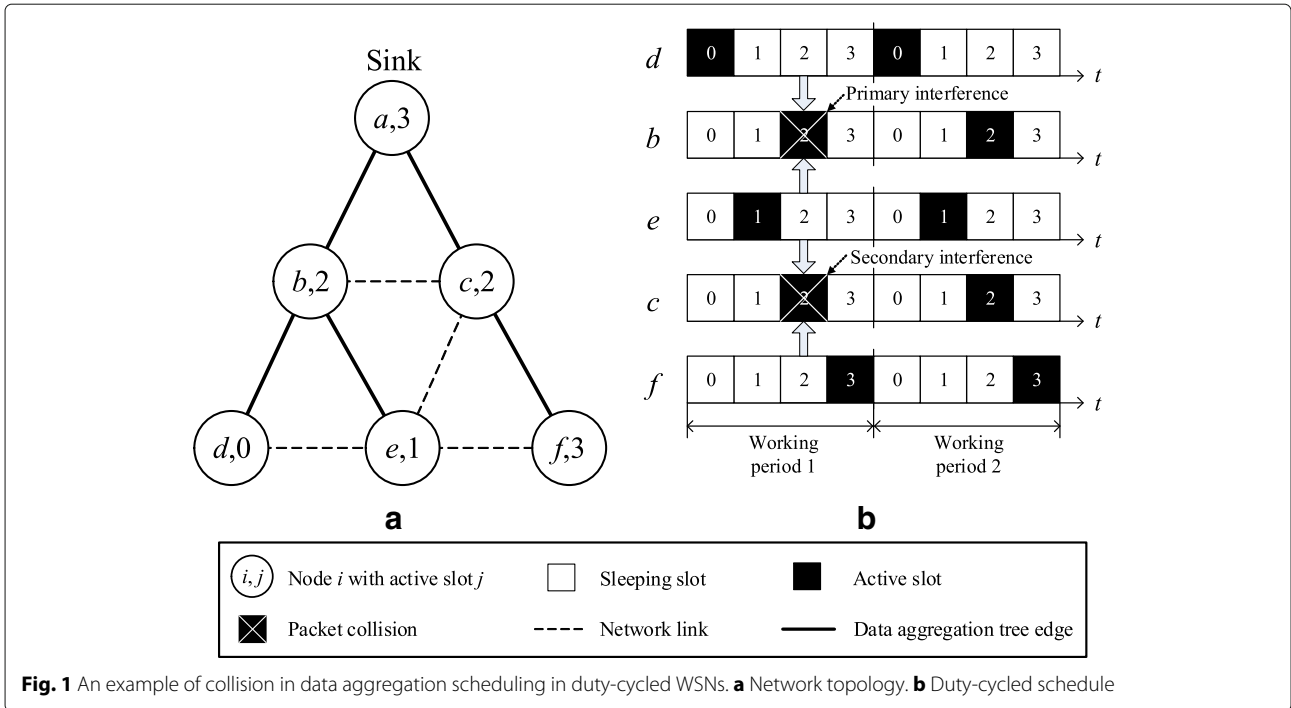 Sink
a,3
b,2
c,2
d,0
e,1
f,3
a
d
0 1 2 3 0 1 2 3
t
Primary interference
b
0 1 2 3 0 1 2 3
t
e
0 1 2 3 0 1 2 3
t
Secondary interference
c
0 1 2 3 0 1 2 3
t
f
0 1 2 3 0 1 2 3
t
Working
period 1
Working
period 2
b
i,j Node i with active slot j
Sleeping slot
Active slot
Packet collision
Network link
Data aggregation tree edge
Fig. 1 An example of collision in data aggregation scheduling in duty-cycled WSNs. a Network topology. b Duty-cycled schedule